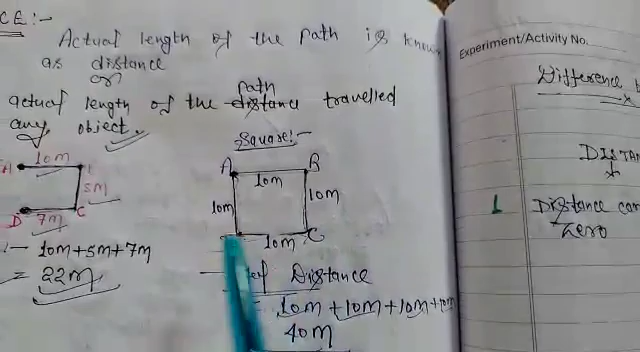 CE:-
Actual length of the path is known
as distance
or
path
actual length of the distance travelled
any object.
10m
5m
D 7m C
:- 10m+5m+7m
= 22m
Square:-
A B
10m
10m 10m
10m C
Distance
10m+10m+10m+10m
40m
Experiment/Activity No.
Difference
DISTAN
1 Distance can
Zero